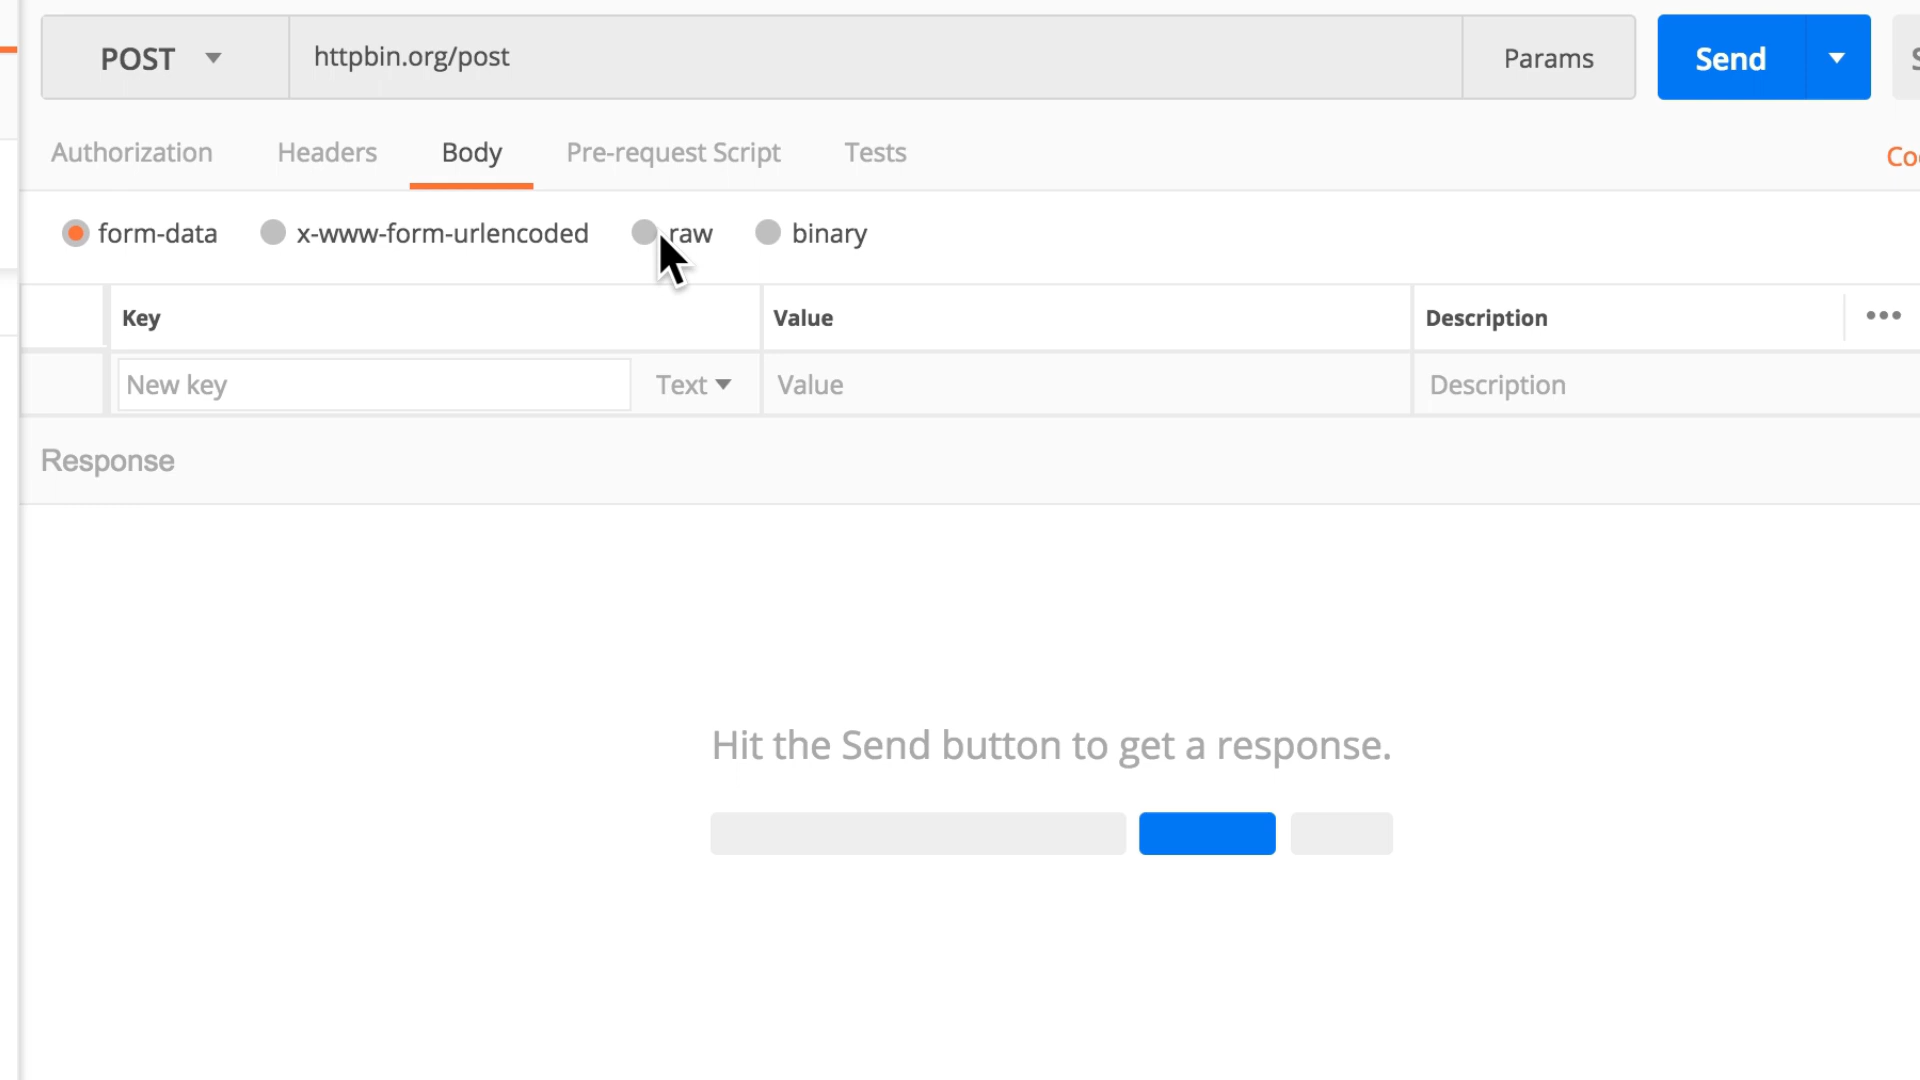 POST httpbin.org/post Params Send
Authorization Headers Body Pre-request Script Tests
form-data x-www-form-urlencoded raw binary
Key Value Description
New key Text Value Description
Response
Hit the Send button to get a response.